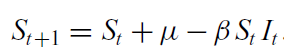 S_{t+1} = S_t + μ − β S_t I_t.